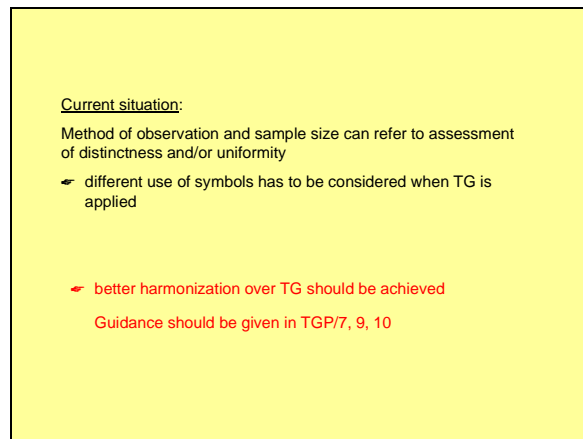 Current situation:
Method of observation and sample size can refer to assessment
of distinctness and/or uniformity
☛ different use of symbols has to be considered when TG is
applied
☛ better harmonization over TG should be achieved
Guidance should be given in TGP/7, 9, 10